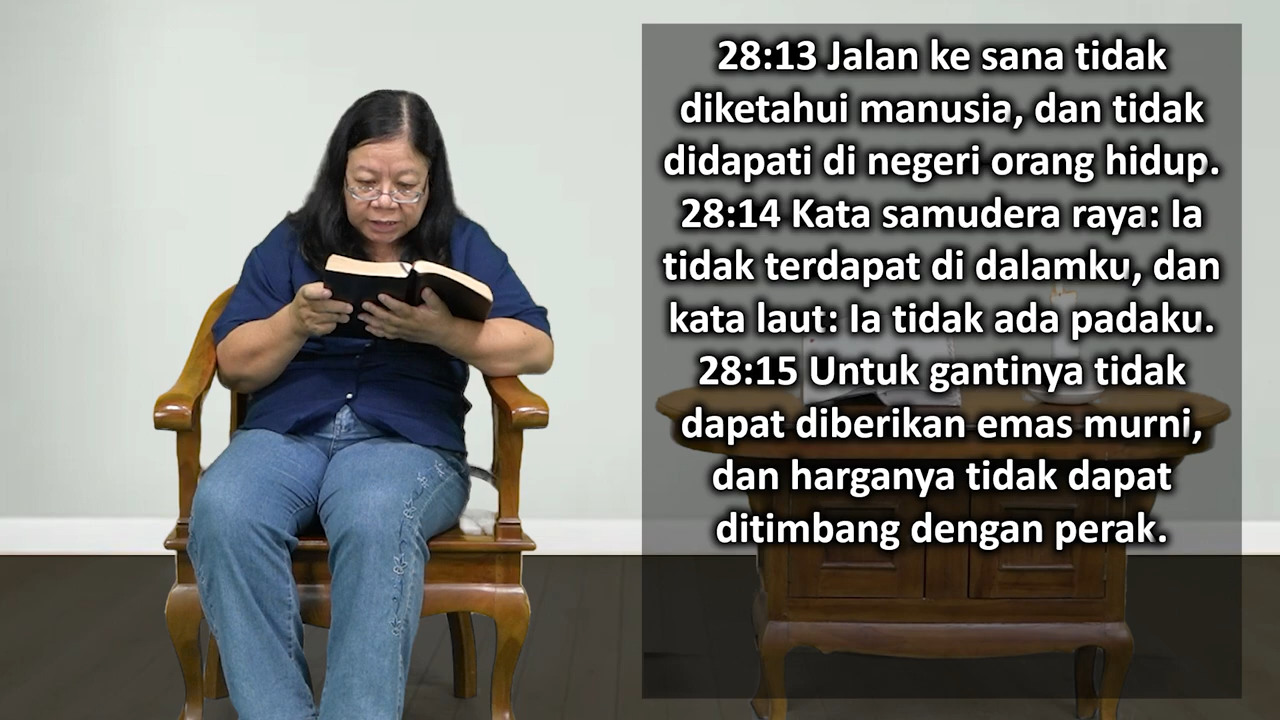 28:13 Jalan ke sana tidak
diketahui manusia, dan tidak
didapati di negeri orang hidup.
28:14 Kata samudera raya: Ia
tidak terdapat di dalamku, dan
kata laut: Ia tidak ada padaku.
28:15 Untuk gantinya tidak
dapat diberikan emas murni,
dan harganya tidak dapat
ditimbang dengan perak.